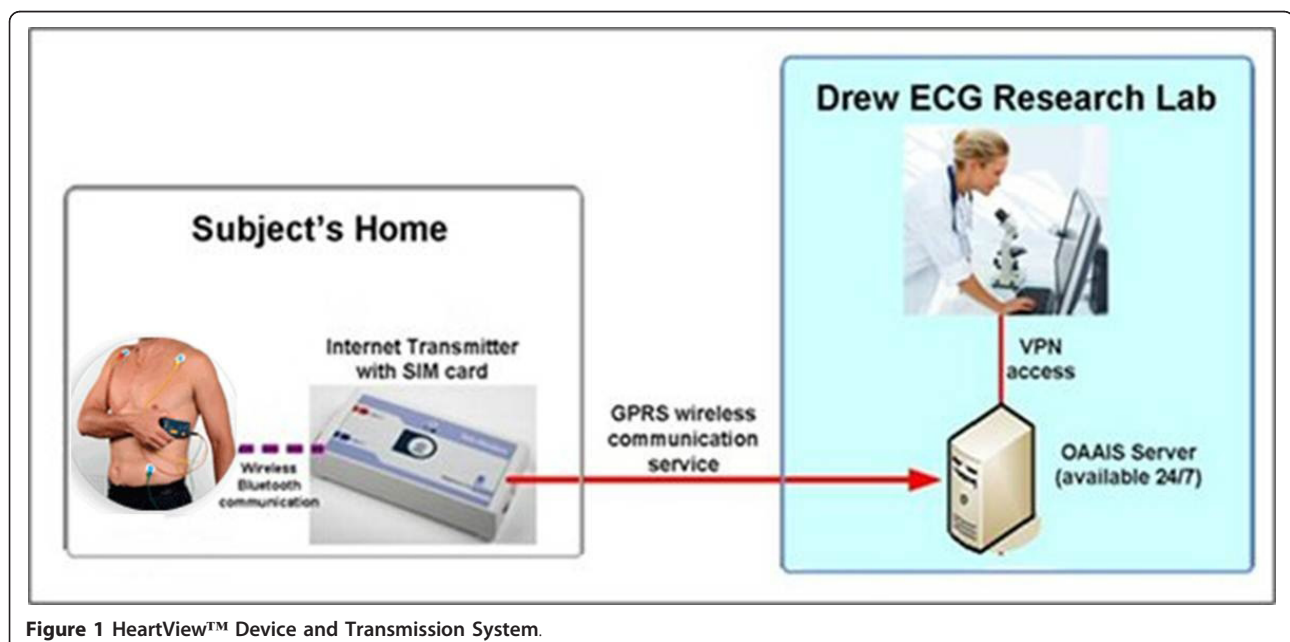 Drew ECG Research Lab
Subject's Home
Internet Transmitter
with SIM card
Wireless
Bluetooth
communication
GPRS wireless
communication
service
VPN
access
OAAIS Server
(available 24/7)
Figure 1 HeartView™ Device and Transmission System.